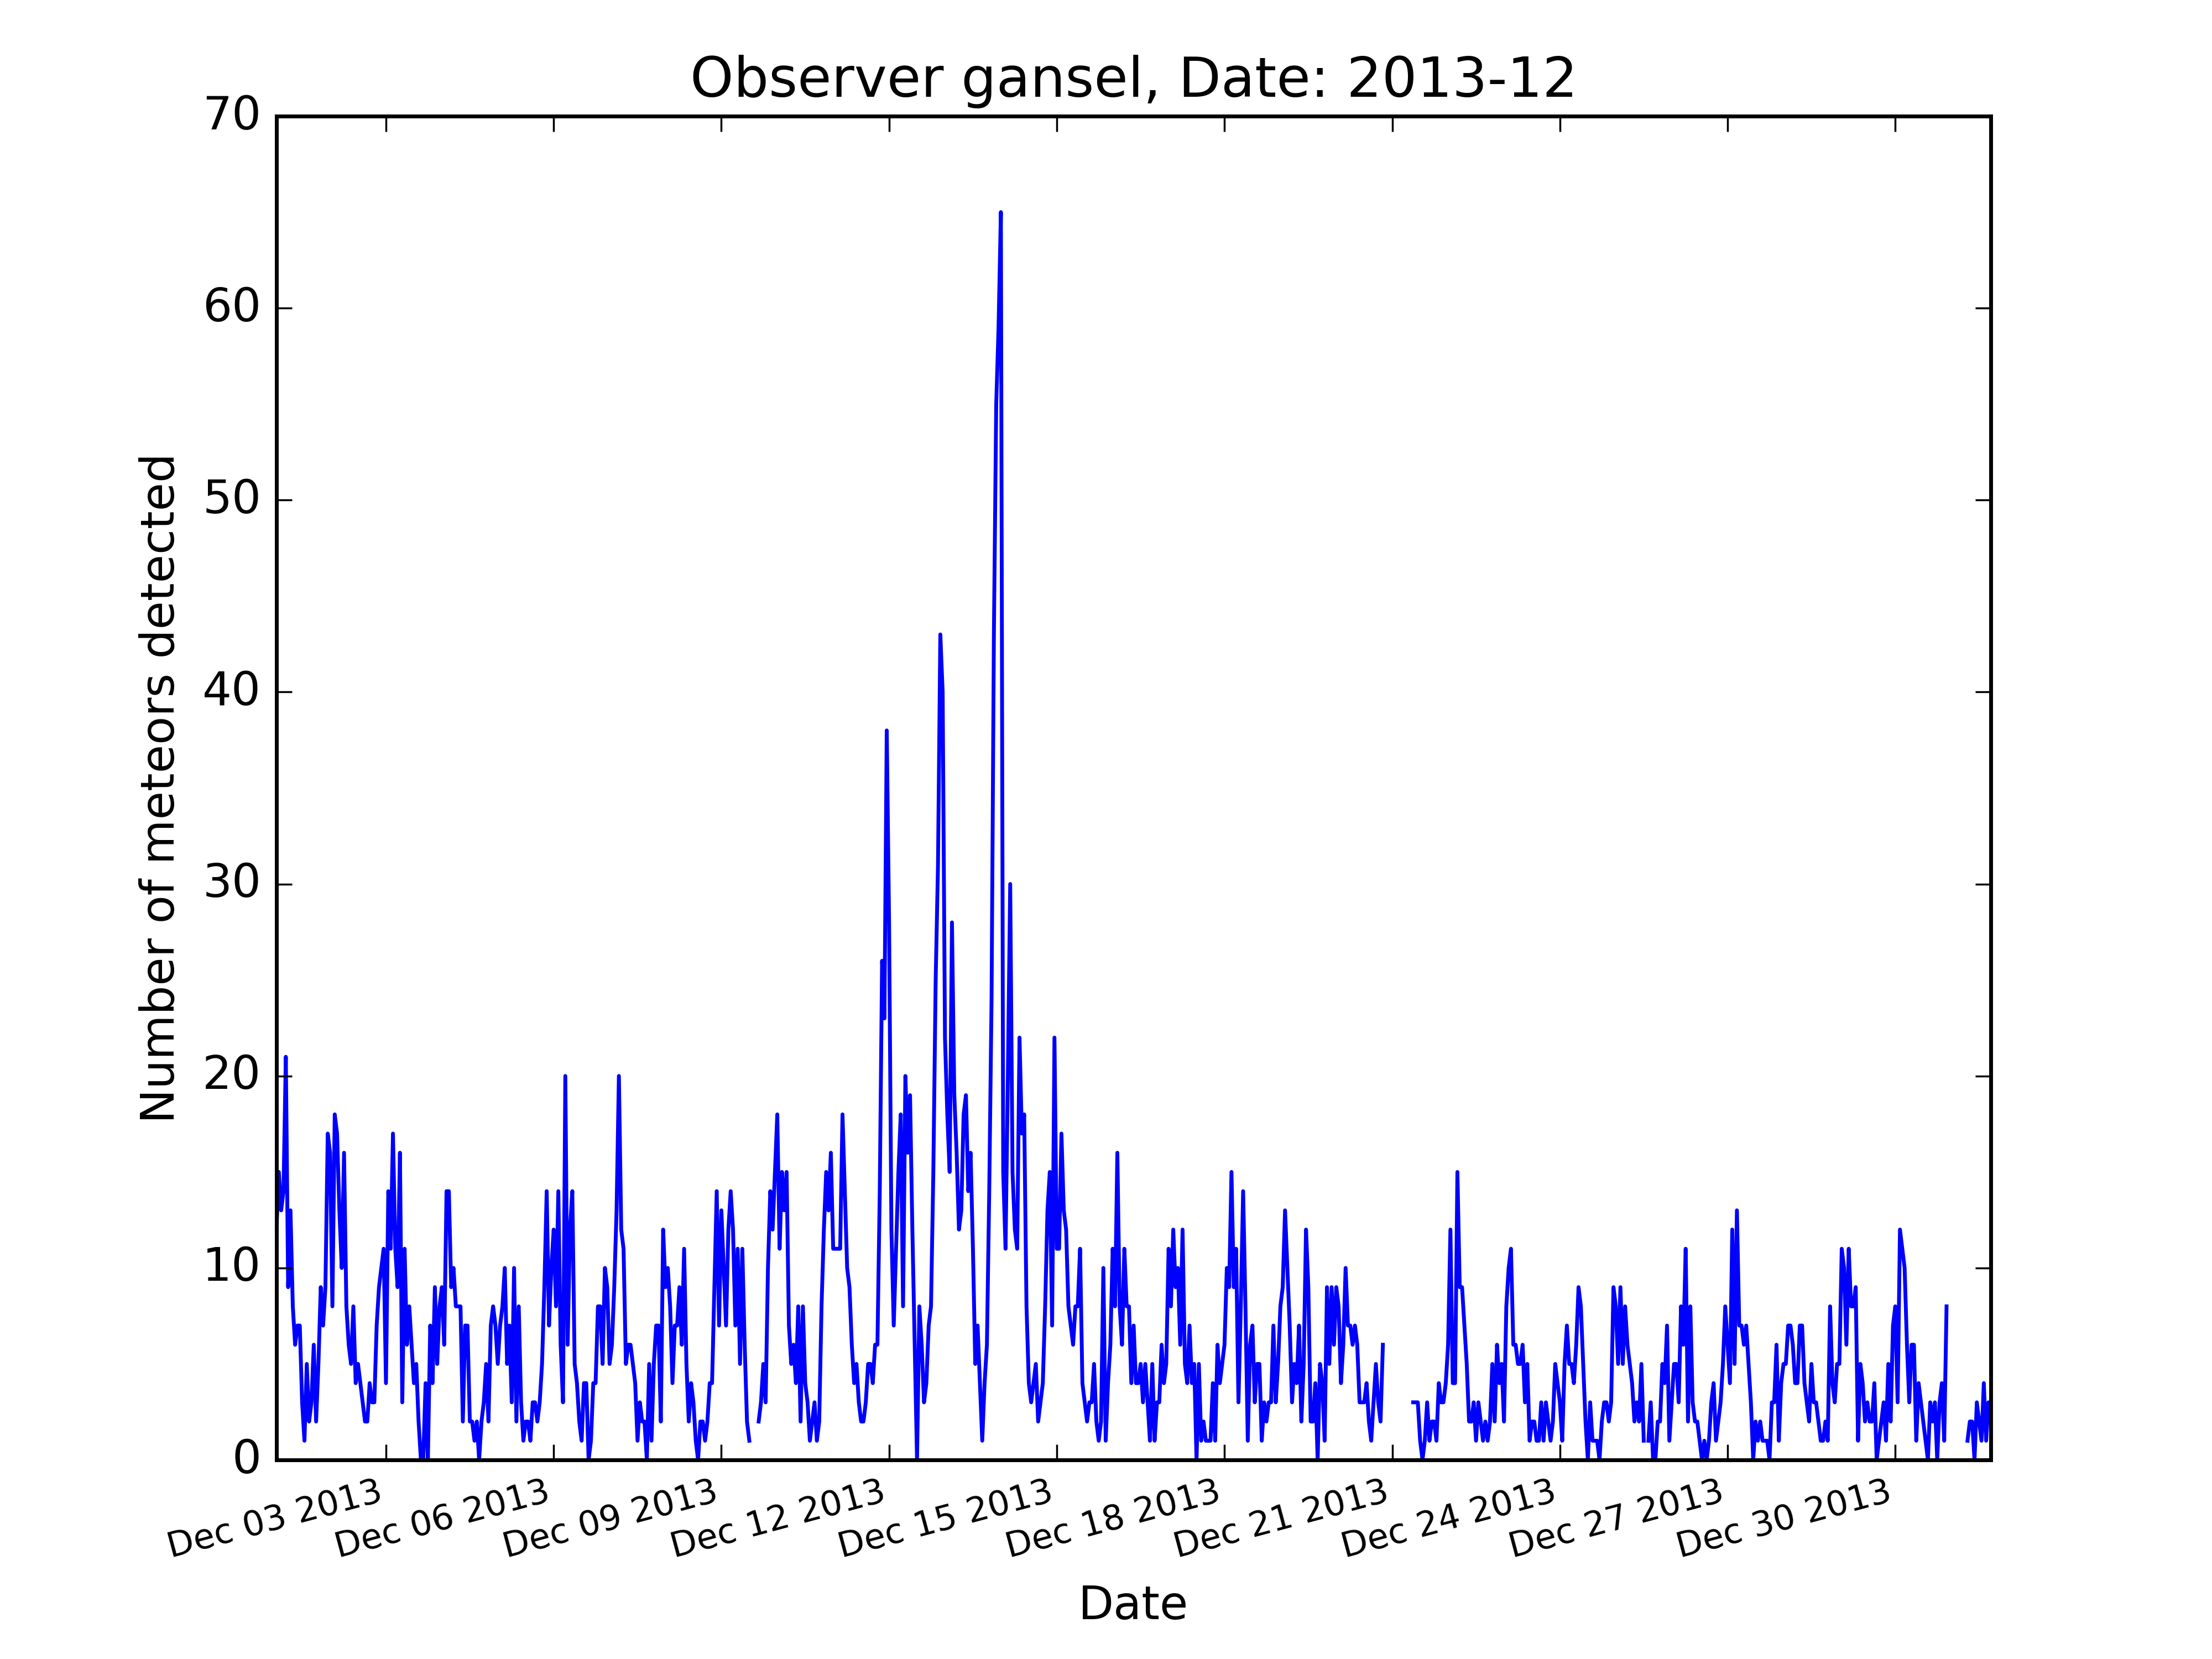 Observer gansel, Date: 2013-12
70
60
50
40
30
20
10
0
Number of meteors detected
Dec 03 2013
Dec 06 2013
Dec 09 2013
Dec 12 2013
Dec 15 2013
Dec 18 2013
Dec 21 2013
Dec 24 2013
Dec 27 2013
Dec 30 2013
Date